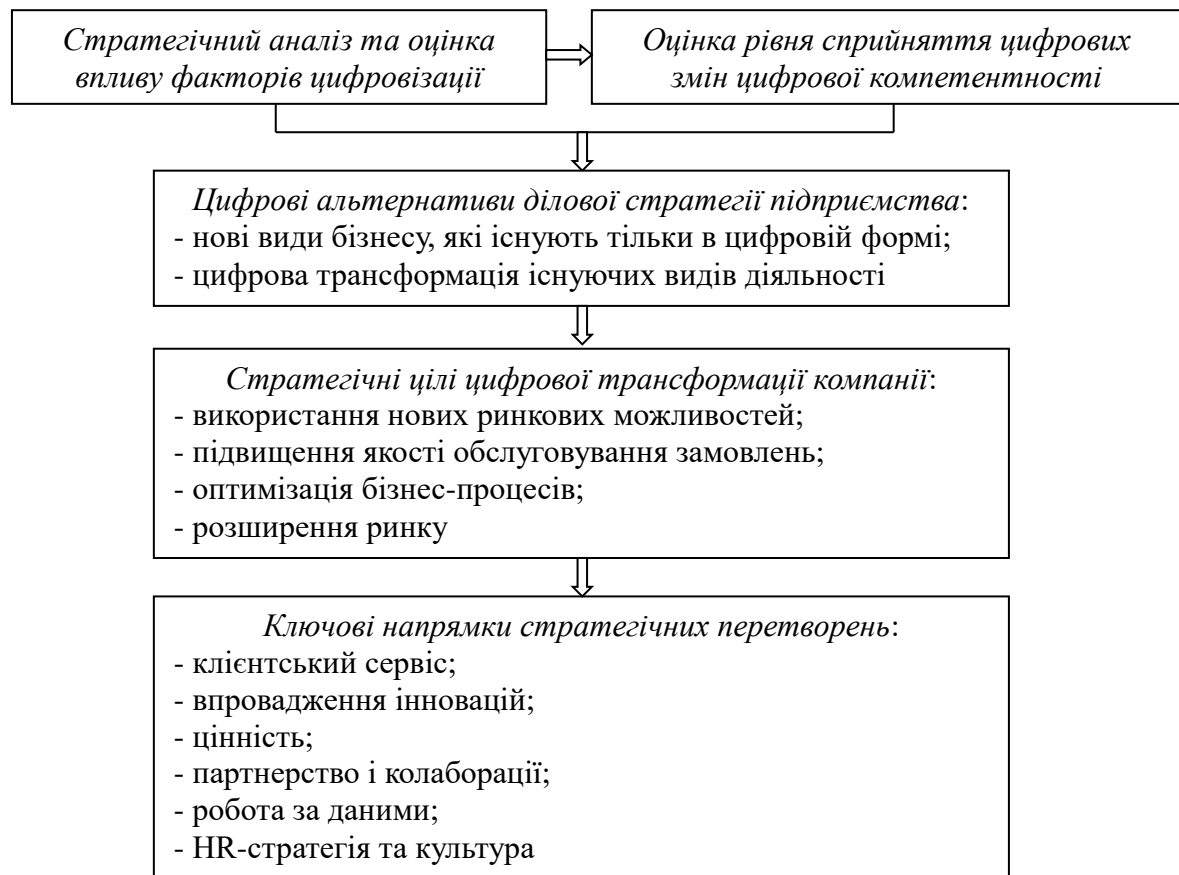 Стратегічний аналіз та оцінка
впливу факторів цифровізації
Оцінка рівня сприйняття цифрових
змін цифрової компетентності
Цифрові альтернативи ділової стратегії підприємства:
- нові види бізнесу, які існують тільки в цифровій формі;
- цифрова трансформація існуючих видів діяльності
Стратегічні цілі цифрової трансформації компанії:
- використання нових ринкових можливостей;
- підвищення якості обслуговування замовлень;
- оптимізація бізнес-процесів;
- розширення ринку
Ключові напрямки стратегічних перетворень:
- клієнтський сервіс;
- впровадження інновацій;
- цінність;
- партнерство і колаборації;
- робота за даними;
- HR-стратегія та культура